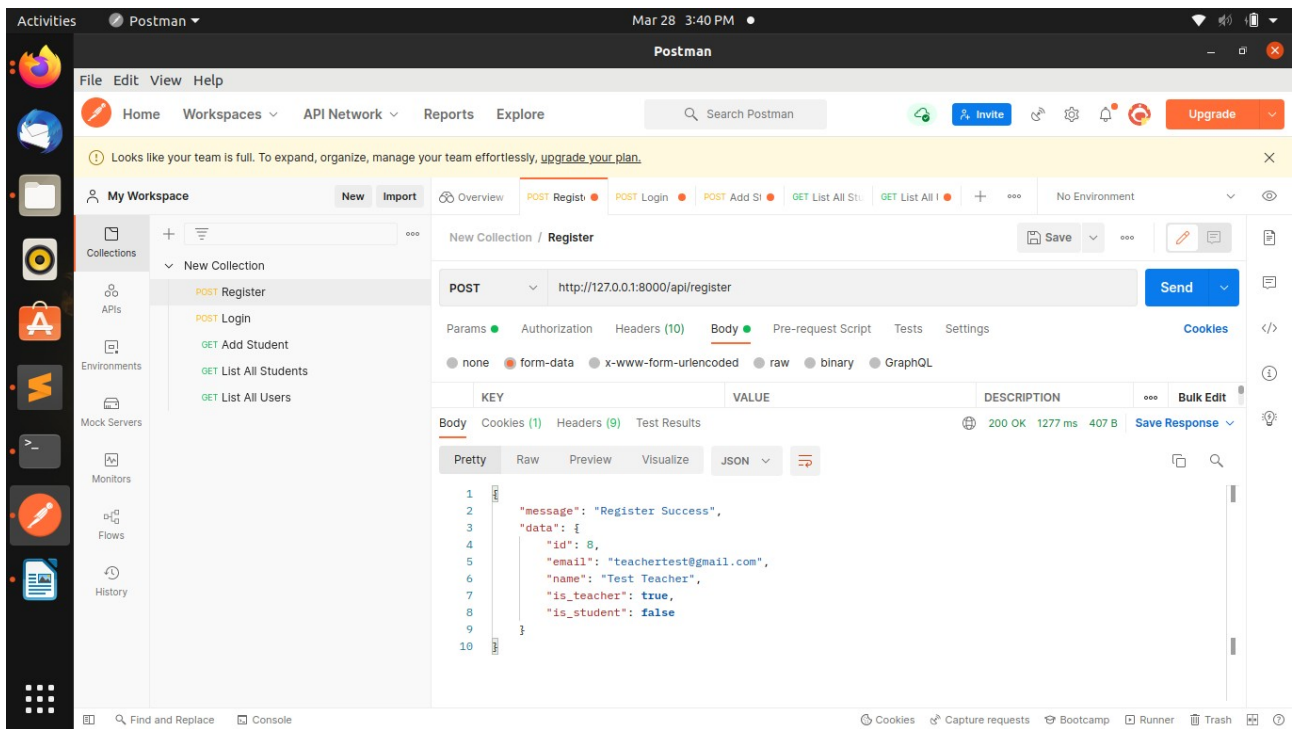 Activities Postman Mar 28 3:40 PM
Postman
File Edit View Help
Home Workspaces API Network Reports Explore Search Postman Invite Upgrade
Looks like your team is full. To expand, organize, manage your team effortlessly, upgrade your plan.
My Workspace New Import Overview POST Regist POST Login POST Add St GET List All Stu GET List All No Environment
Collections
New Collection
New Collection / Register Save
POST Register
POST http://127.0.0.1:8000/api/register Send
APIs
POST Login
GET Add Student
Params Authorization Headers (10) Body Pre-request Script Tests Settings Cookies
Environments
GET List All Students
none form-data x-www-form-urlencoded raw binary GraphQL
GET List All Users
KEY VALUE DESCRIPTION Bulk Edit
Mock Servers
Body Cookies (1) Headers (9) Test Results 200 OK 1277 ms 407 B Save Response
Pretty Raw Preview Visualize JSON
Monitors
1 {
2 "message": "Register Success",
3 "data": {
4 "id": 8,
5 "email": "teachertest@gmail.com",
6 "name": "Test Teacher",
7 "is_teacher": true,
8 "is_student": false
9 }
10 }
Flows
History
Find and Replace Console Cookies Capture requests Bootcamp Runner Trash